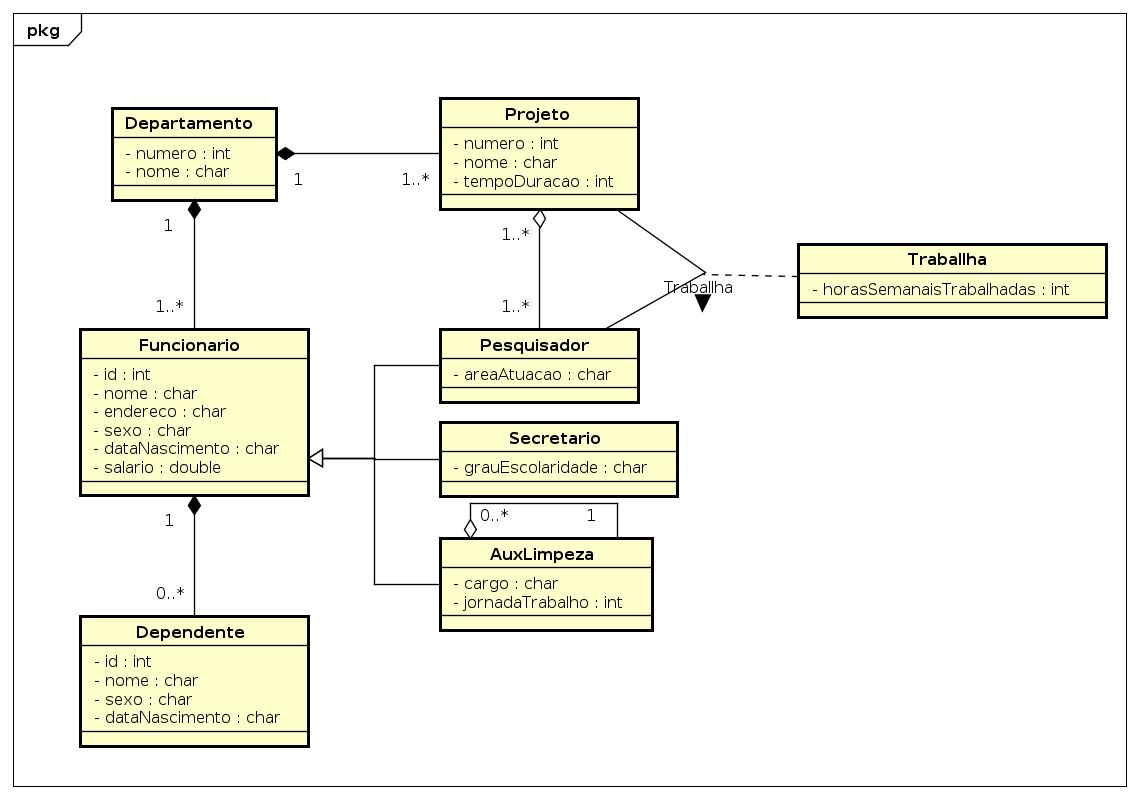 pkg
Departamento
- numero : int
- nome : char
1
1..*
Projeto
- numero : int
- nome : char
- tempoDuracao : int
1
1..*
1..*
1..*
Traballha
Traballha
- horasSemanaisTrabalhadas : int
Funcionario
- id : int
- nome : char
- endereco : char
- sexo : char
- dataNascimento : char
- salario : double
Pesquisador
- areaAtuacao : char
Secretario
- grauEscolaridade : char
0..*
1
AuxLimpeza
- cargo : char
- jornadaTrabalho : int
1
0..*
Dependente
- id : int
- nome : char
- sexo : char
- dataNascimento : char